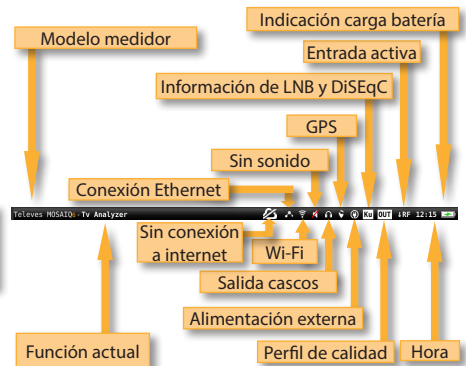 Indicación carga batería
Modelo medidor
Entrada activa
Información de LNB y DiSEqC
GPS
Sin sonido
Conexión Ethernet
Televes MOSAIQ6-Tv Analyzer Ku OUT ↓RF 12:15
Sin conexión
a internet
Wi-Fi
Salida cascos
Alimentación externa
Función actual
Perfil de calidad
Hora